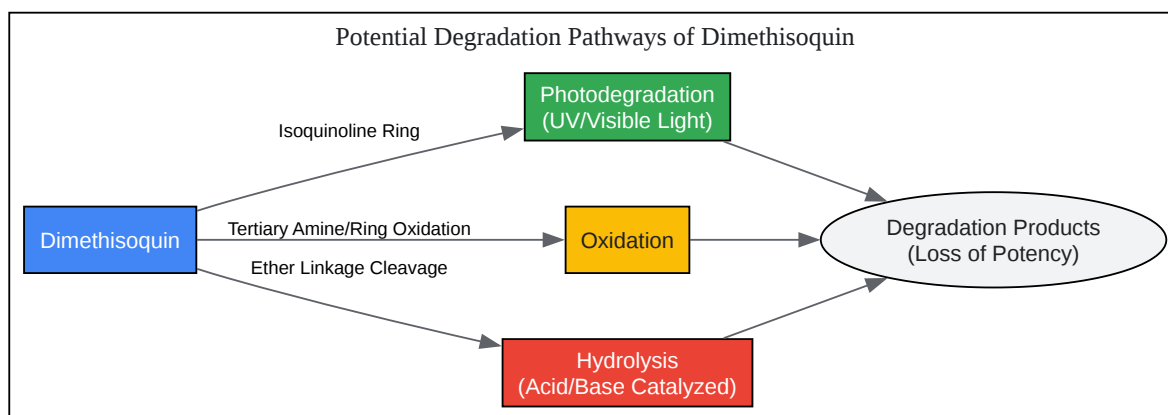 Potential Degradation Pathways of Dimethisoquin
Photodegradation
(UV/Visible Light)
Isoquinoline Ring
Dimethisoquin
Tertiary Amine/Ring Oxidation
Oxidation
Degradation Products
(Loss of Potency)
Ether Linkage Cleavage
Hydrolysis
(Acid/Base Catalyzed)